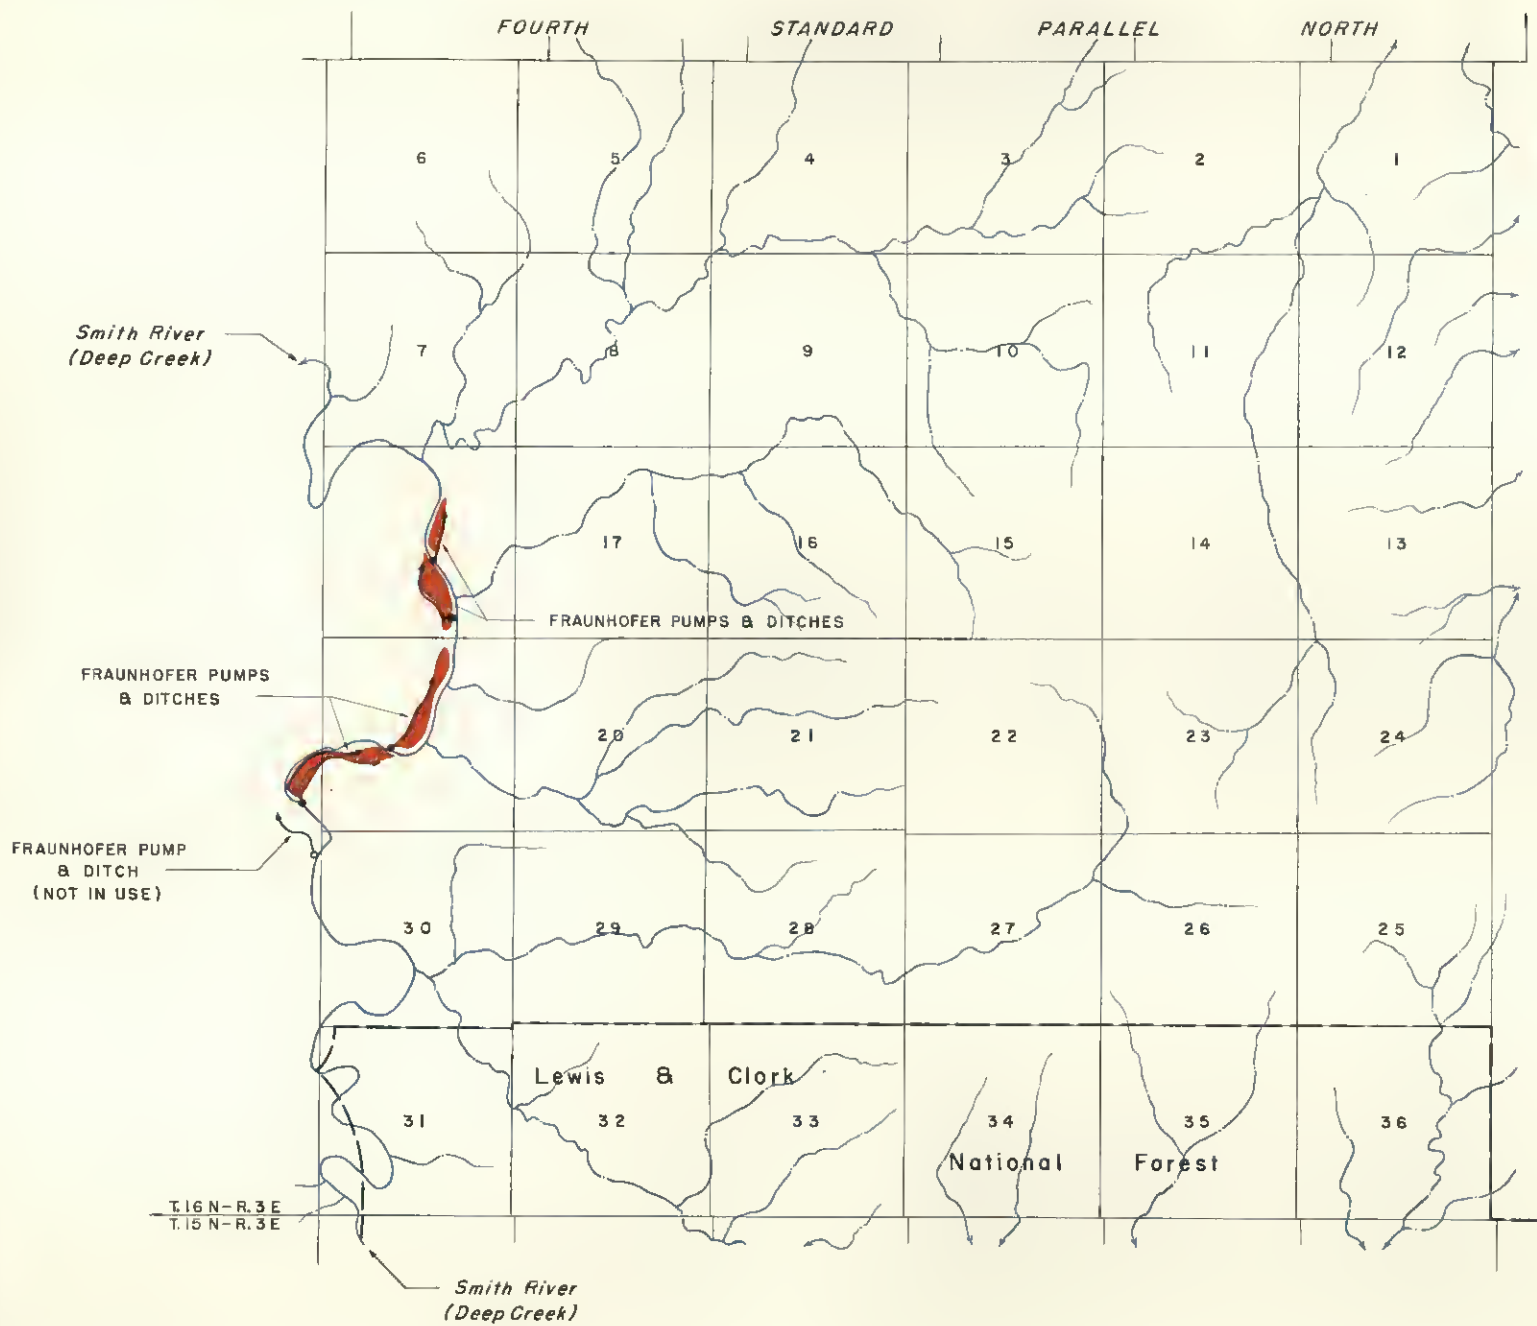 FOURTH STANDARD PARALLEL NORTH
6 5 4 3 2 1
Smith River
(Deep Creek)
7 8 9 10 11 12
17 16 15 14 13
FRAUNHOFER PUMPS & DITCHES
FRAUNHOFER PUMPS
& DITCHES
20 21 22 23 24
FRAUNHOFER PUMP
& DITCH
(NOT IN USE)
30 29 28 27 26 25
Lewis & Clark
31 32 33 34 35 36
National Forest
T.16 N-R.3E
T.15 N-R.3E
Smith River
(Deep Creek)